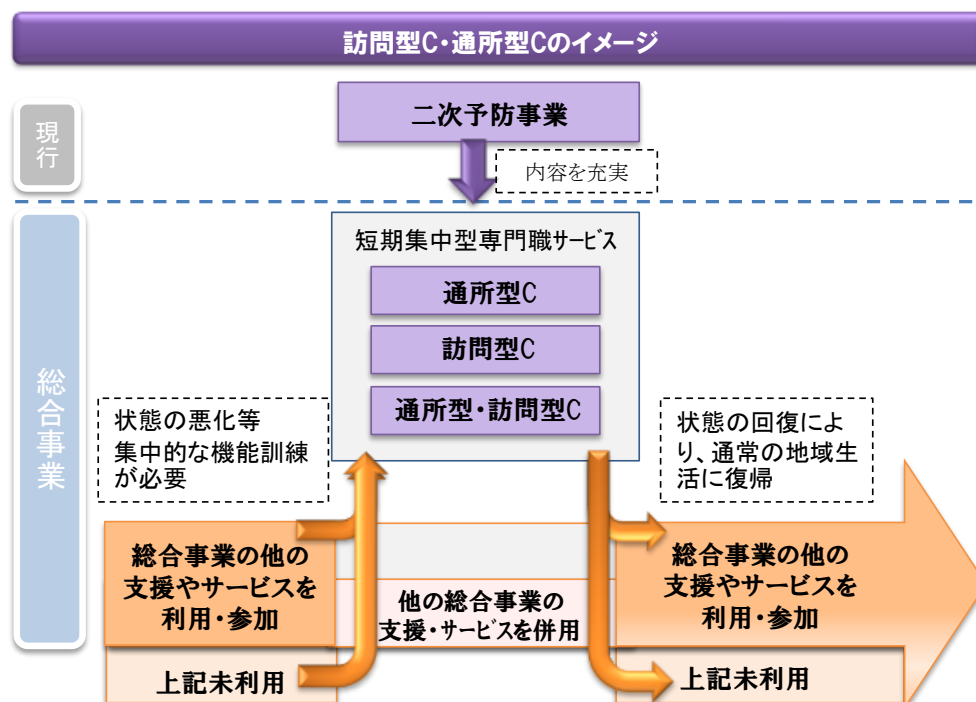 訪問型C・通所型Cのイメージ
現行
二次予防事業
内容を充実
総合事業
短期集中型専門職サービス
通所型C
訪問型C
通所型・訪問型C
状態の悪化等
集中的な機能訓練
が必要
状態の回復によ
り、通常の地域生
活に復帰
総合事業の他の
支援やサービスを
利用・参加
他の総合事業の
支援・サービスを併用
総合事業の他の
支援やサービスを
利用・参加
上記未利用
上記未利用